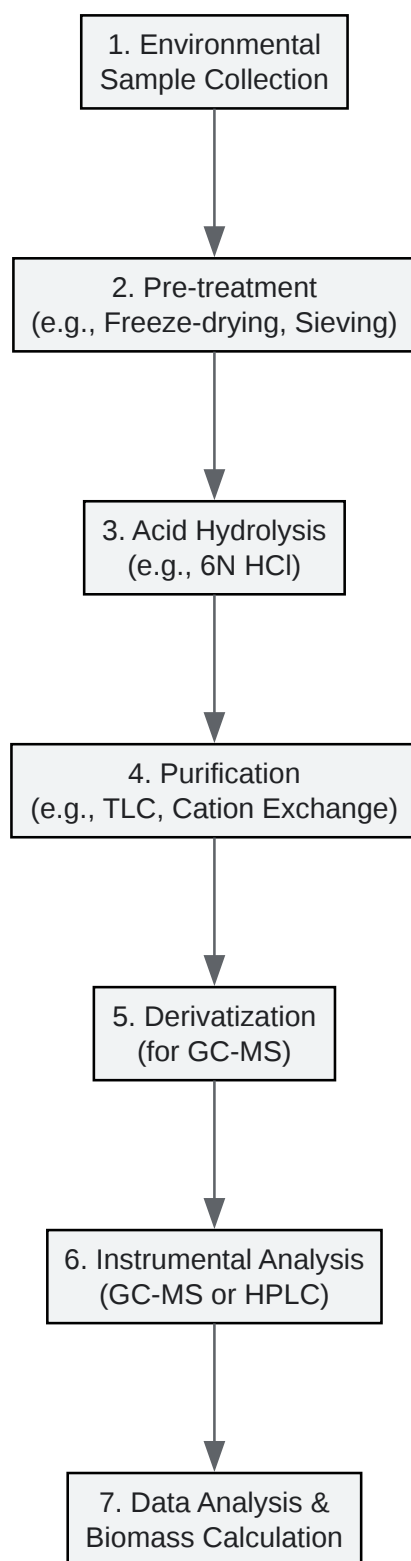 1. Environmental
Sample Collection
2. Pre-treatment
(e.g., Freeze-drying, Sieving)
3. Acid Hydrolysis
(e.g., 6N HCl)
4. Purification
(e.g., TLC, Cation Exchange)
5. Derivatization
(for GC-MS)
6. Instrumental Analysis
(GC-MS or HPLC)
7. Data Analysis &
Biomass Calculation